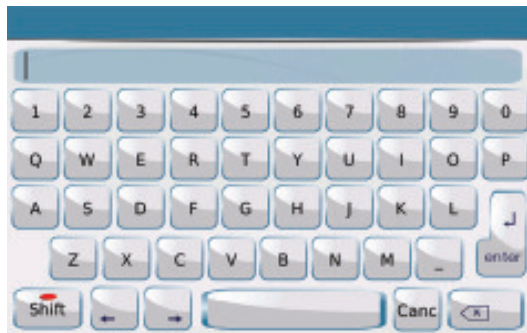 1 2 3 4 5 6 7 8 9 0
Q W E R T Y U I O P
A S D F G H J K L
Z X C V B N M _ enter
Shift ← → Canc